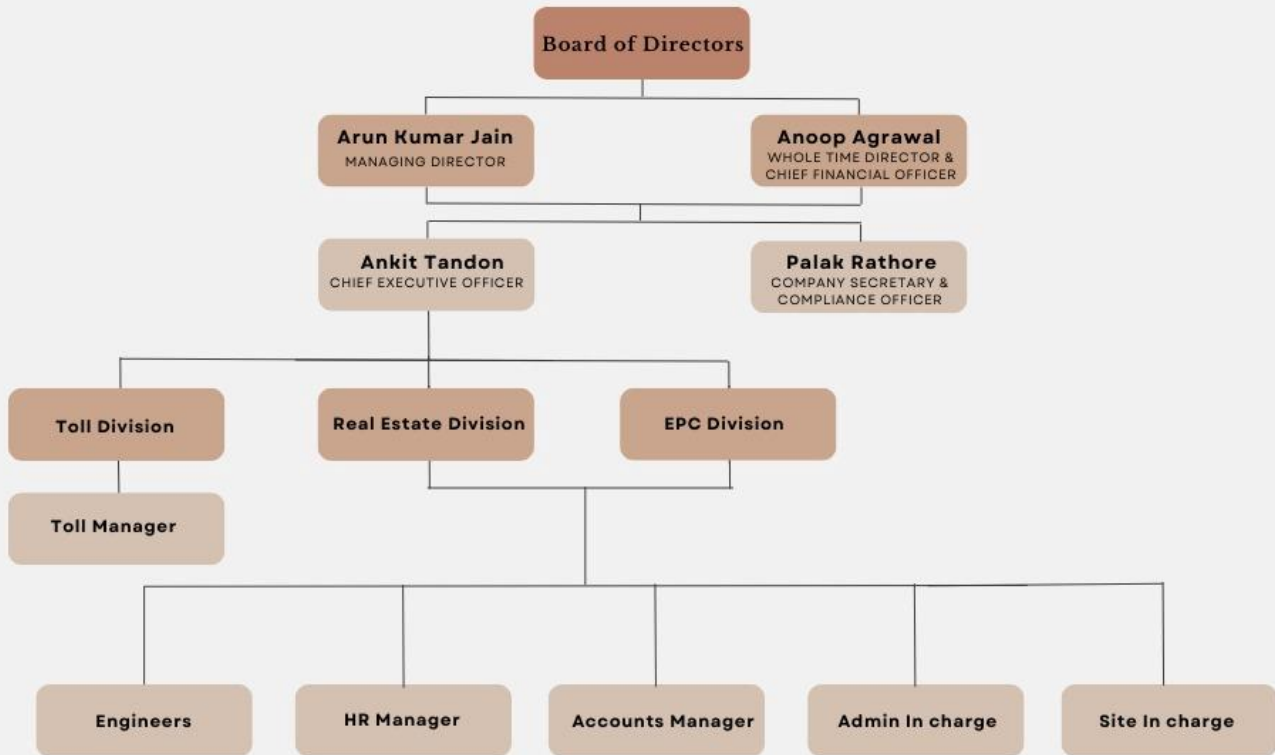 Board of Directors
Arun Kumar Jain
MANAGING DIRECTOR
Anoop Agrawal
WHOLE TIME DIRECTOR &
CHIEF FINANCIAL OFFICER
Ankit Tandon
CHIEF EXECUTIVE OFFICER
Palak Rathore
COMPANY SECRETARY &
COMPLIANCE OFFICER
Toll Division
Real Estate Division
EPC Division
Toll Manager
Engineers
HR Manager
Accounts Manager
Admin In charge
Site In charge